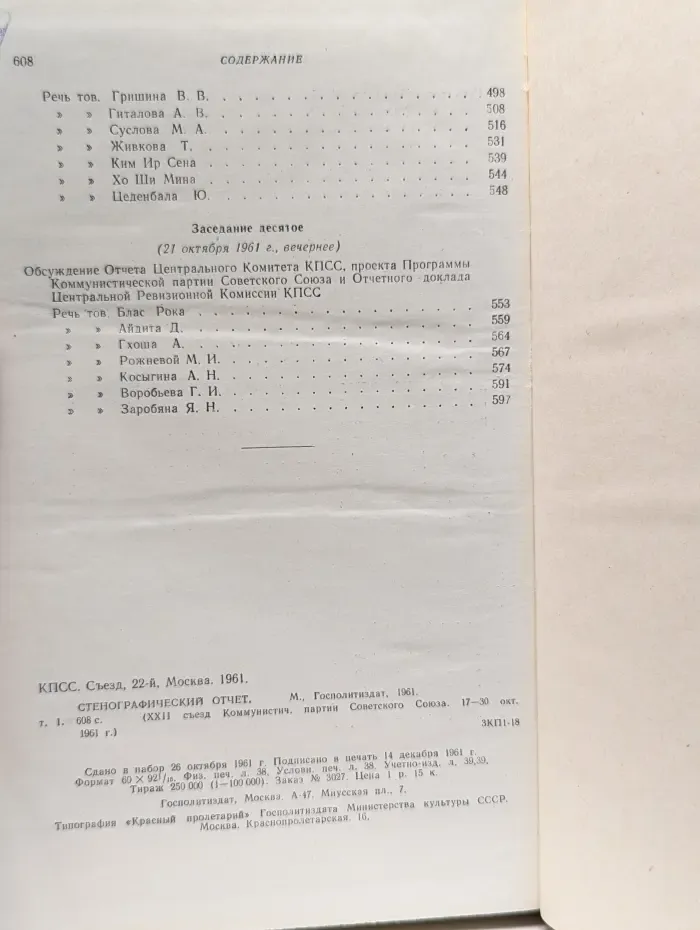 608 СОДЕРЖАНИЕ
Речь тов. Гришина В. В. . . . . . . . . . . . . . . . . 498
» » Гиталова А. В. . . . . . . . . . . . . . . . . 508
» » Суслова М. А. . . . . . . . . . . . . . . . . 516
» » Живкова Т. . . . . . . . . . . . . . . . . . 531
» » Ким Ир Сена . . . . . . . . . . . . . . . . . 539
» » Хо Ши Мина . . . . . . . . . . . . . . . . . 544
» » Цеденбала Ю. . . . . . . . . . . . . . . . . 548
Заседание десятое
(21 октября 1961 г., вечернее)
Обсуждение Отчета Центрального Комитета КПСС, проекта Программы
Коммунистической партии Советского Союза и Отчетного доклада
Центральной Ревизионной Комиссии КПСС
Речь тов. Блас Рока . . . . . . . . . . . . . . . . . 553
» » Айдита Д. . . . . . . . . . . . . . . . . . 559
» » Гхоша А. . . . . . . . . . . . . . . . . . 564
» » Рожневой М. И. . . . . . . . . . . . . . . . . 567
» » Косыгина А. Н. . . . . . . . . . . . . . . . . 574
» » Воробьева Г. И. . . . . . . . . . . . . . . . . 591
» » Заробяна Я. Н. . . . . . . . . . . . . . . . . 597
КПСС. Съезд, 22-й, Москва. 1961.
СТЕНОГРАФИЧЕСКИЙ ОТЧЕТ. М., Госполитиздат, 1961.
т. 1. 608 с. (XXII съезд Коммунистич. партии Советского Союза. 17—30 окт.
1961 г.) 3КП1-18
Сдано в набор 26 октября 1961 г. Подписано в печать 14 декабря 1961 г.
Формат 60 × 92 1/16. Физ. печ. л. 38. Условн. печ. л. 38. Учетно-изд. л. 39,39.
Тираж 250 000 (1—100 000). Заказ № 3027. Цена 1 р. 15 к.
Госполитиздат, Москва, А-47, Миусская пл., 7.
Типография «Красный пролетарий» Госполитиздата Министерства культуры СССР.
Москва, Краснопролетарская, 16.